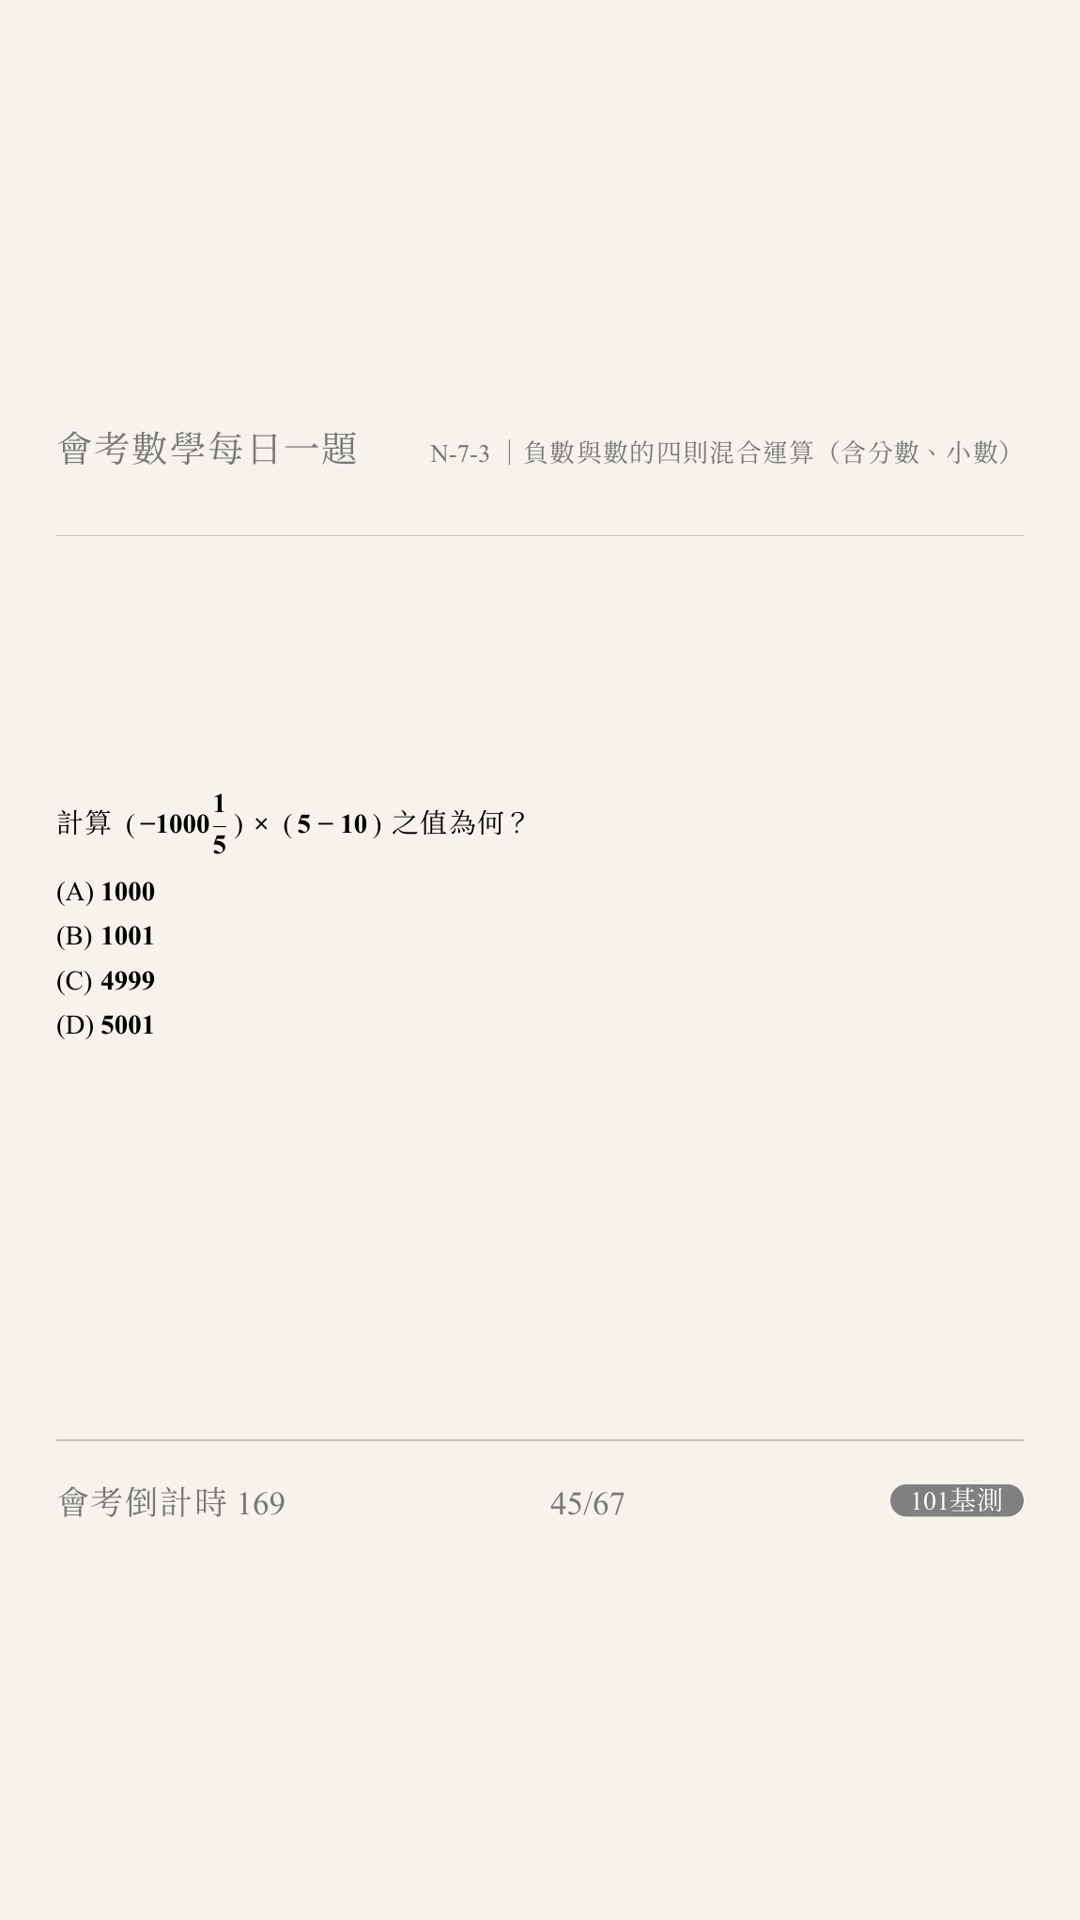 會考數學每日一題
N-7-3｜負數與數的四則混合運算（含分數、小數）
計算 (−1000 1/5) × (5 − 10) 之值為何？
(A) 1000
(B) 1001
(C) 4999
(D) 5001
會考倒計時 169
45/67
101基測